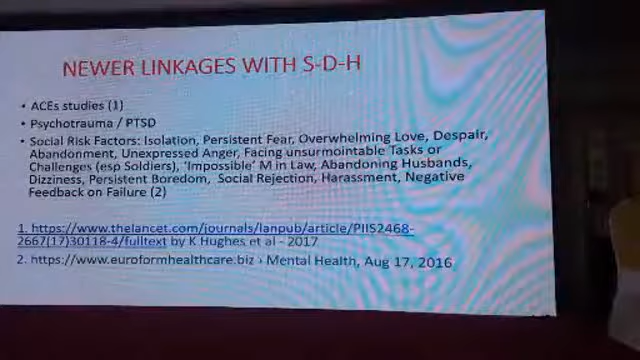 NEWER LINKAGES WITH S-D-H
• ACEs studies (1)
• Psychotrauma / PTSD
• Social Risk Factors: Isolation, Persistent Fear, Overwhelming Love, Despair,
Abandonment, Unexpressed Anger, Facing unsurmountable Tasks or
Challenges (esp Soldiers), 'Impossible' M in Law, Abandoning Husbands,
Dizziness, Persistent Boredom, Social Rejection, Harassment, Negative
Feedback on Failure (2)
1. https://www.thelancet.com/journals/lanpub/article/PIIS2468-
2667(17)30118-4/fulltext by K Hughes et al - 2017
2. https://www.euroformhealthcare.biz › Mental Health, Aug 17, 2016